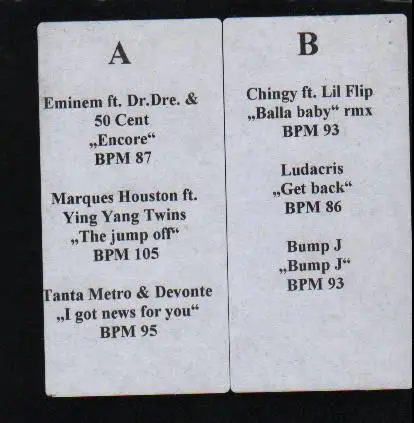 A
Eminem ft. Dr.Dre. &
50 Cent
„Encore“
BPM 87
Marques Houston ft.
Ying Yang Twins
„The jump off“
BPM 105
Tanta Metro & Devonte
„I got news for you“
BPM 95
B
Chingy ft. Lil Flip
„Balla baby“ rmx
BPM 93
Ludacris
„Get back“
BPM 86
Bump J
„Bump J“
BPM 93